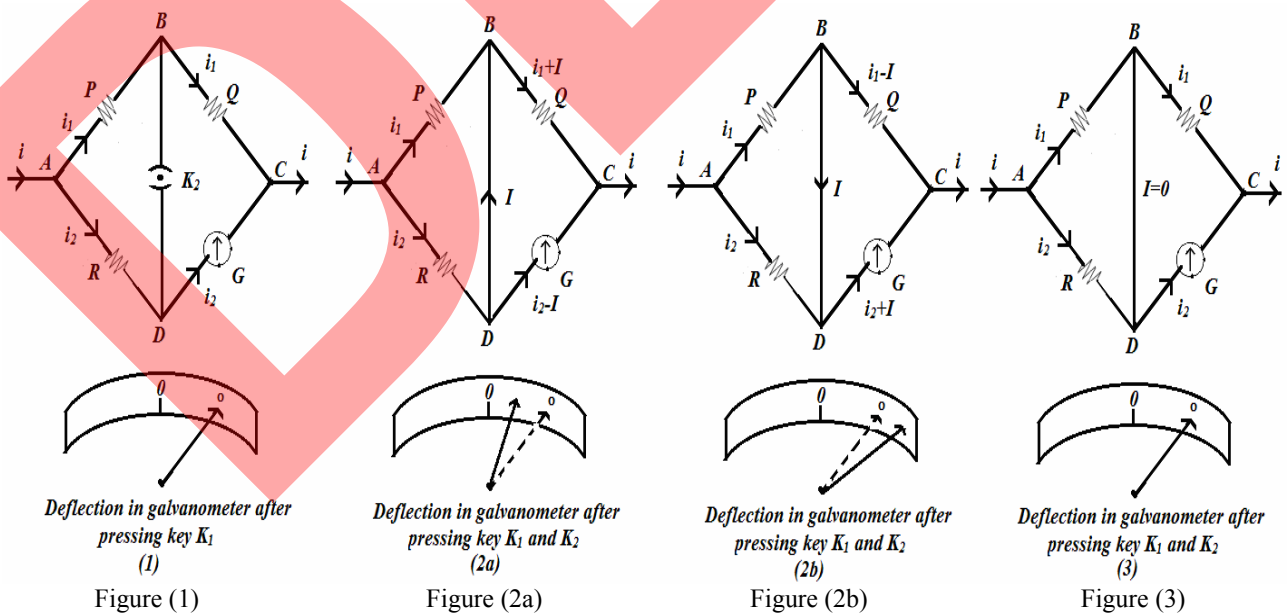 B
i₁
P
Q
i₁
i
A
K₂
C
i
i₂
R
G
i₂
D
0
o
Deflection in galvanometer after
pressing key K₁
(1)
Figure (1)
B
i₁+I
P
Q
i₁
i
A
I
C
i
i₂
R
G
i₂-I
D
0
o
Deflection in galvanometer after
pressing key K₁ and K₂
(2a)
Figure (2a)
B
i₁-I
P
Q
i₁
i
A
I
C
i
i₂
R
G
i₂+I
D
0
o
Deflection in galvanometer after
pressing key K₁ and K₂
(2b)
Figure (2b)
B
i₁
P
Q
i₁
i
A
I=0
C
i
i₂
R
G
i₂
D
0
o
Deflection in galvanometer after
pressing key K₁ and K₂
(3)
Figure (3)